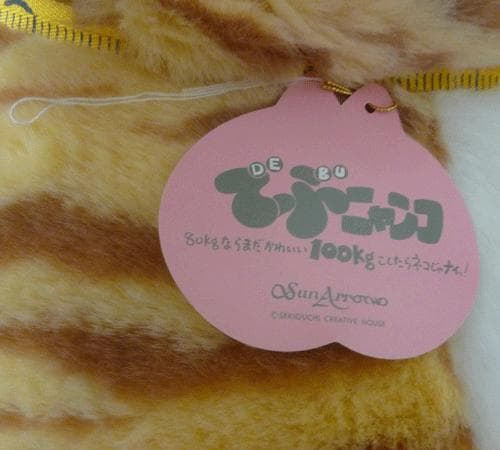 DE BU
でぶニャンコ
80kgならまだかわいい100kgこしたらネコじゃナイ!
Sun Arrow
© SEKIGUCHI CREATIVE HOUSE